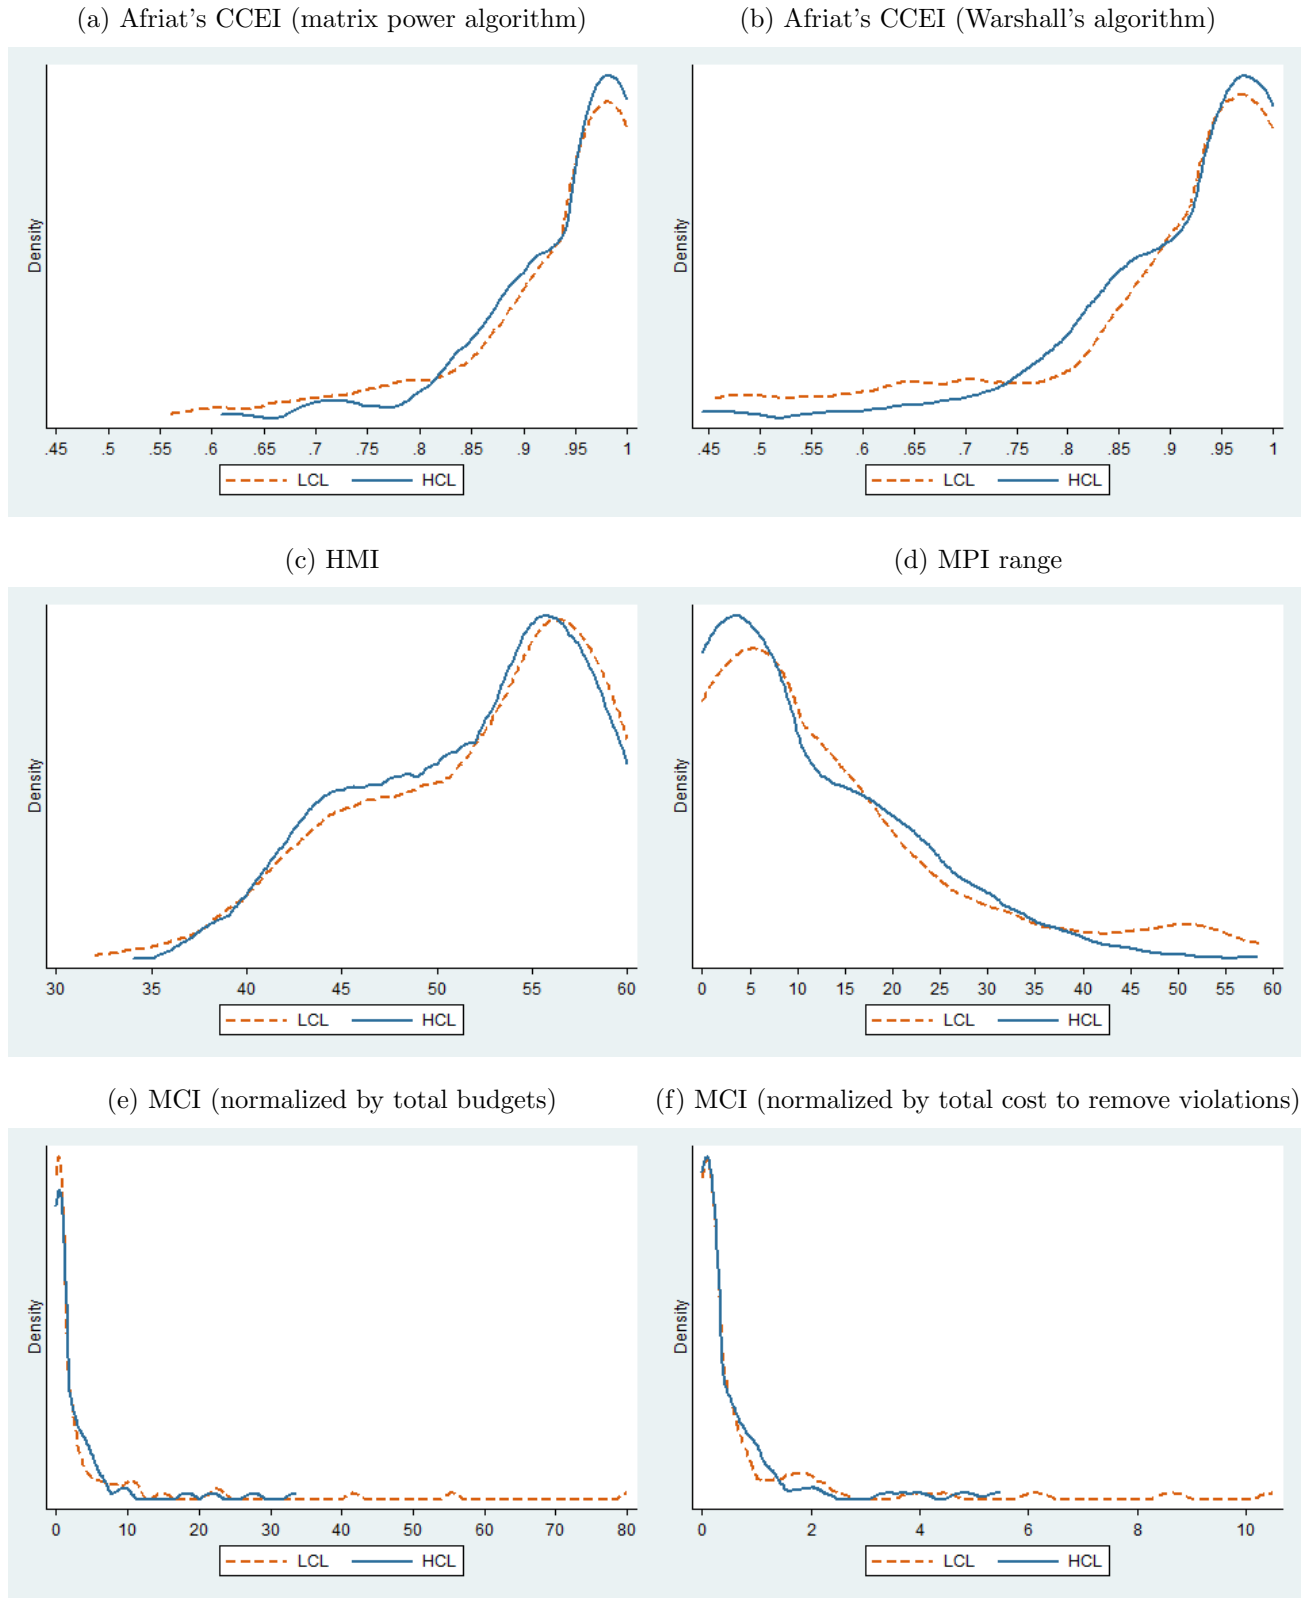 (a) Afriat's CCEI (matrix power algorithm)
(b) Afriat's CCEI (Warshall's algorithm)
Density
.45 .5 .55 .6 .65 .7 .75 .8 .85 .9 .95 1
LCL HCL
Density
.45 .5 .55 .6 .65 .7 .75 .8 .85 .9 .95 1
LCL HCL
(c) HMI
(d) MPI range
Density
30 35 40 45 50 55 60
LCL HCL
Density
0 5 10 15 20 25 30 35 40 45 50 55 60
LCL HCL
(e) MCI (normalized by total budgets)
(f) MCI (normalized by total cost to remove violations)
Density
0 10 20 30 40 50 60 70 80
LCL HCL
Density
0 2 4 6 8 10
LCL HCL